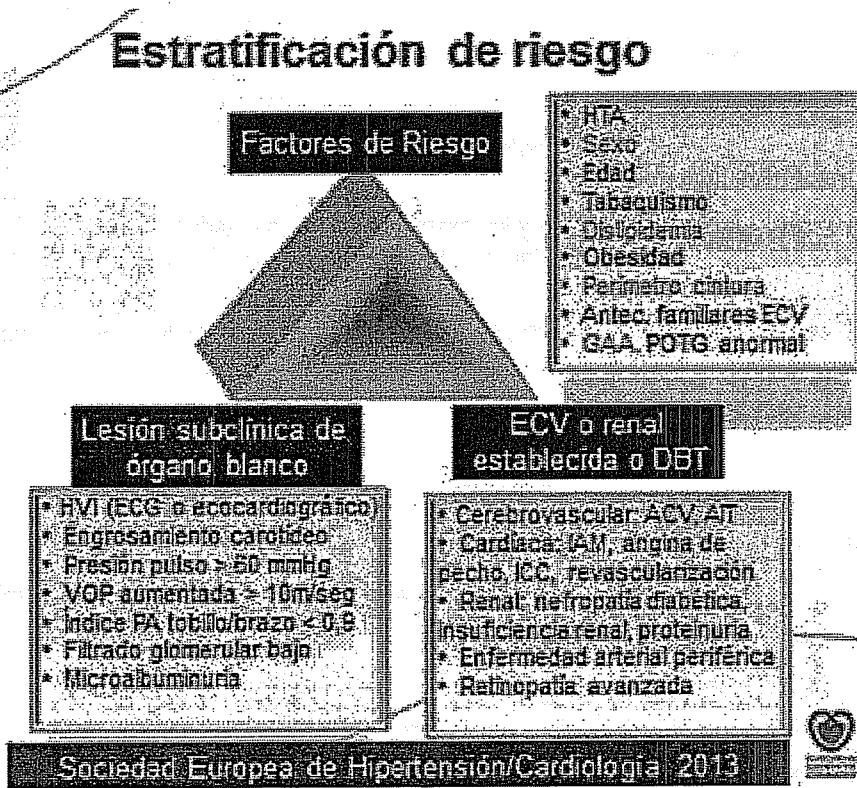 Estratificación de riesgo
Factores de Riesgo
• HTA
• Sexo
• Edad
• Tabaquismo
• Dislipidemia
• Obesidad
• Perímetro cintura
• Antec. familiares ECV
• GAA, POTG anormal
Lesión subclínica de
órgano blanco
• HVI (ECG o ecocardiográfico)
• Engrosamiento carotídeo
• Presión pulso > 60 mmHg
• VOP aumentada > 10m/seg
• Índice PA tobillo/brazo < 0,9
• Filtrado glomerular bajo
• Microalbuminuria
ECV o renal
establecida o DBT
• Cerebrovascular: ACV, AIT
• Cardíaca: IAM, angina de
pecho, ICC, revascularización
• Renal: nefropatía diabética,
insuficiencia renal, proteinuria
• Enfermedad arterial periférica
• Retinopatía avanzada
Sociedad Europea de Hipertensión/Cardiología 2013